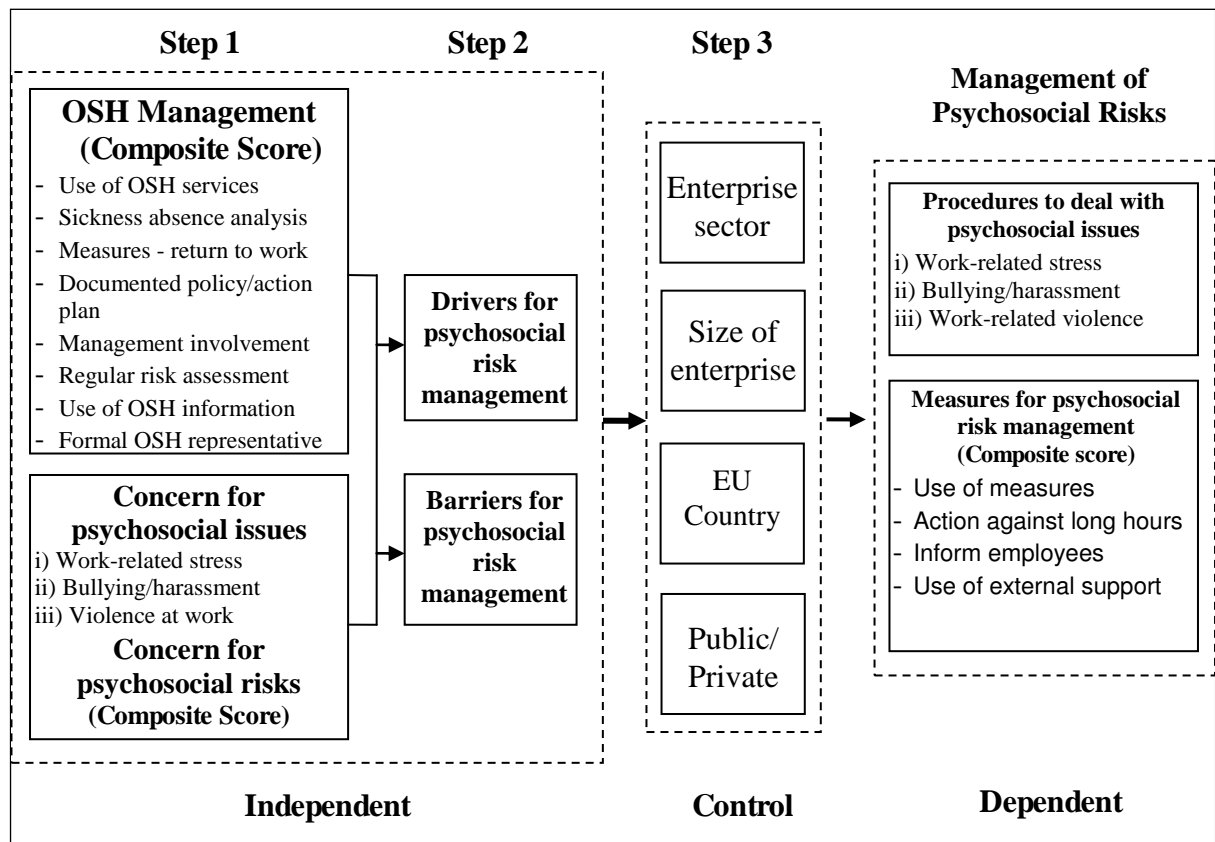 Step 1
Step 2
Step 3
Management of
Psychosocial Risks
OSH Management
(Composite Score)
- Use of OSH services
- Sickness absence analysis
- Measures - return to work
- Documented policy/action
plan
- Management involvement
- Regular risk assessment
- Use of OSH information
- Formal OSH representative
Concern for
psychosocial issues
i) Work-related stress
ii) Bullying/harassment
iii) Violence at work
Concern for
psychosocial risks
(Composite Score)
Drivers for
psychosocial
risk
management
Barriers for
psychosocial
risk
management
Enterprise
sector
Size of
enterprise
EU
Country
Public/
Private
Procedures to deal with
psychosocial issues
i) Work-related stress
ii) Bullying/harassment
iii) Work-related violence
Measures for psychosocial
risk management
(Composite score)
- Use of measures
- Action against long hours
- Inform employees
- Use of external support
Independent
Control
Dependent